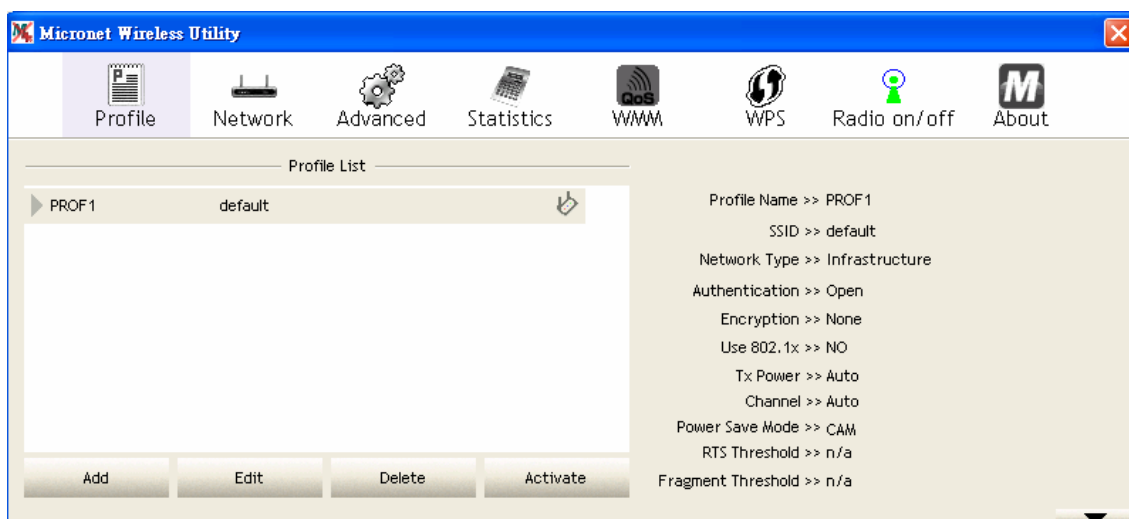 Micronet Wireless Utility
Profile Network Advanced Statistics WMM WPS Radio on/off About
QoS
Profile List
PROF1 default
Add Edit Delete Activate
Profile Name >> PROF1
SSID >> default
Network Type >> Infrastructure
Authentication >> Open
Encryption >> None
Use 802.1x >> NO
Tx Power >> Auto
Channel >> Auto
Power Save Mode >> CAM
RTS Threshold >> n/a
Fragment Threshold >> n/a